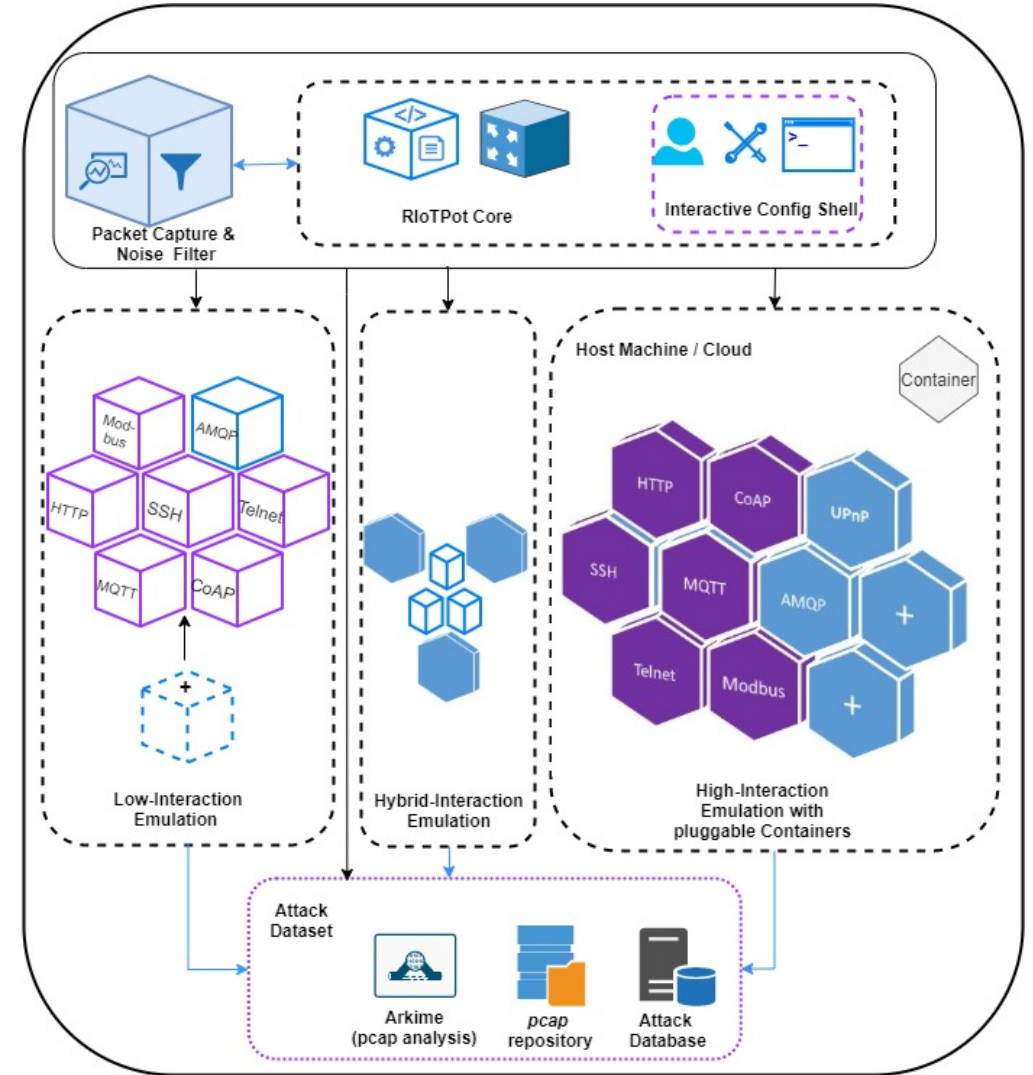 </>
>_
Packet Capture &
Noise Filter
RIoTPot Core
Interactive Config Shell
Mod-
bus
AMQP
HTTP
SSH
Telnet
MQTT
CoAP
+
Low-Interaction
Emulation
Hybrid-Interaction
Emulation
Host Machine / Cloud
Container
HTTP
CoAP
UPnP
SSH
MQTT
AMQP
+
Telnet
Modbus
+
High-Interaction
Emulation with
pluggable Containers
Attack
Dataset
Arkime
(pcap analysis)
pcap
repository
Attack
Database